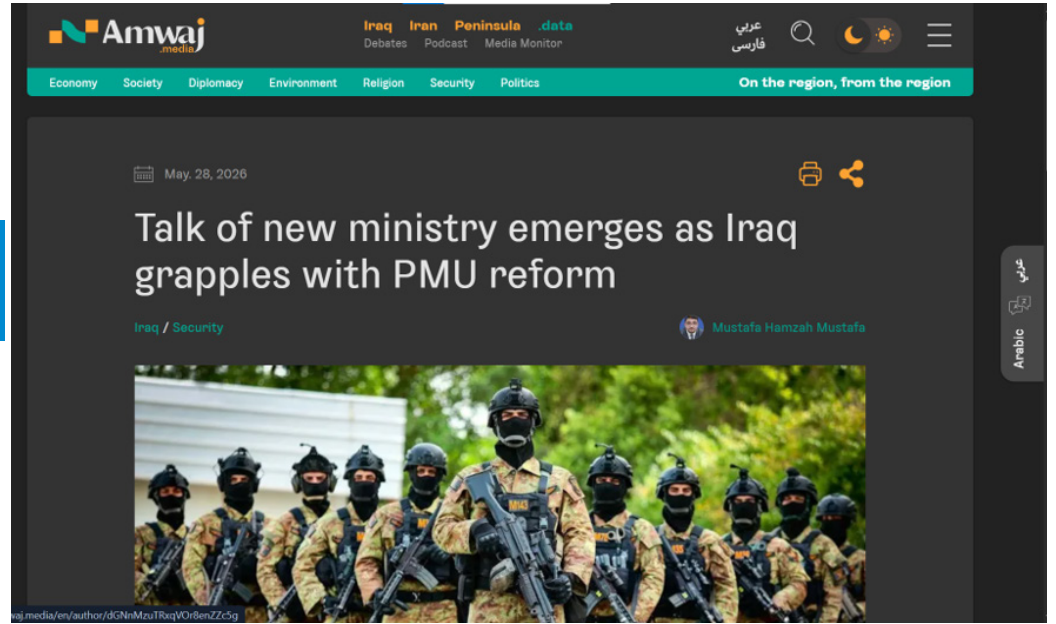 Amwaj
.media
Iraq Iran Peninsula .data
Debates Podcast Media Monitor
عربي
فارسی
Economy Society Diplomacy Environment Religion Security Politics
On the region, from the region
May. 28, 2026
Talk of new ministry emerges as Iraq
grapples with PMU reform
Iraq / Security
Mustafa Hamzah Mustafa
عربي
Arabic
M143
waj.media/en/author/dGNnMzuTRxqVOr8enZZc5g